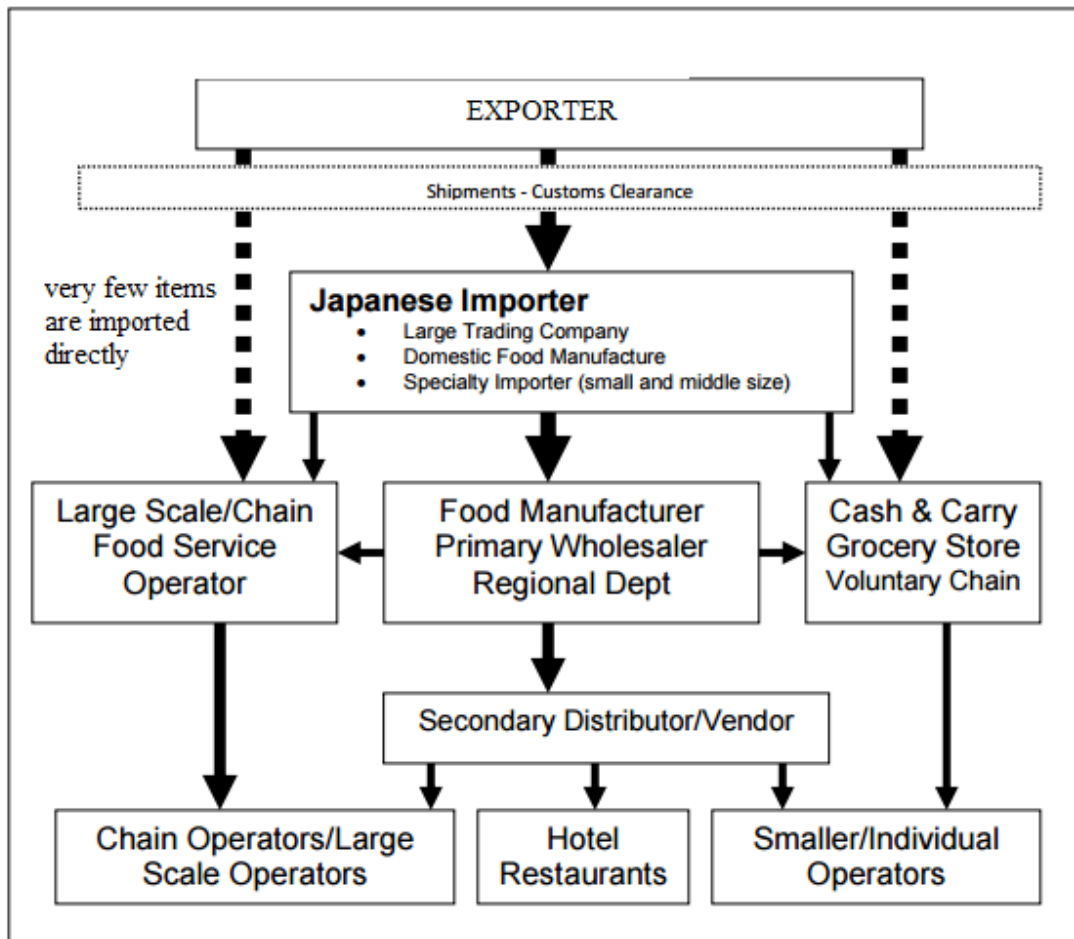 EXPORTER
Shipments - Customs Clearance
very few items
are imported
directly
Japanese Importer
• Large Trading Company
• Domestic Food Manufacture
• Specialty Importer (small and middle size)
Large Scale/Chain
Food Service
Operator
Food Manufacturer
Primary Wholesaler
Regional Dept
Cash & Carry
Grocery Store
Voluntary Chain
Secondary Distributor/Vendor
Chain Operators/Large
Scale Operators
Hotel
Restaurants
Smaller/Individual
Operators